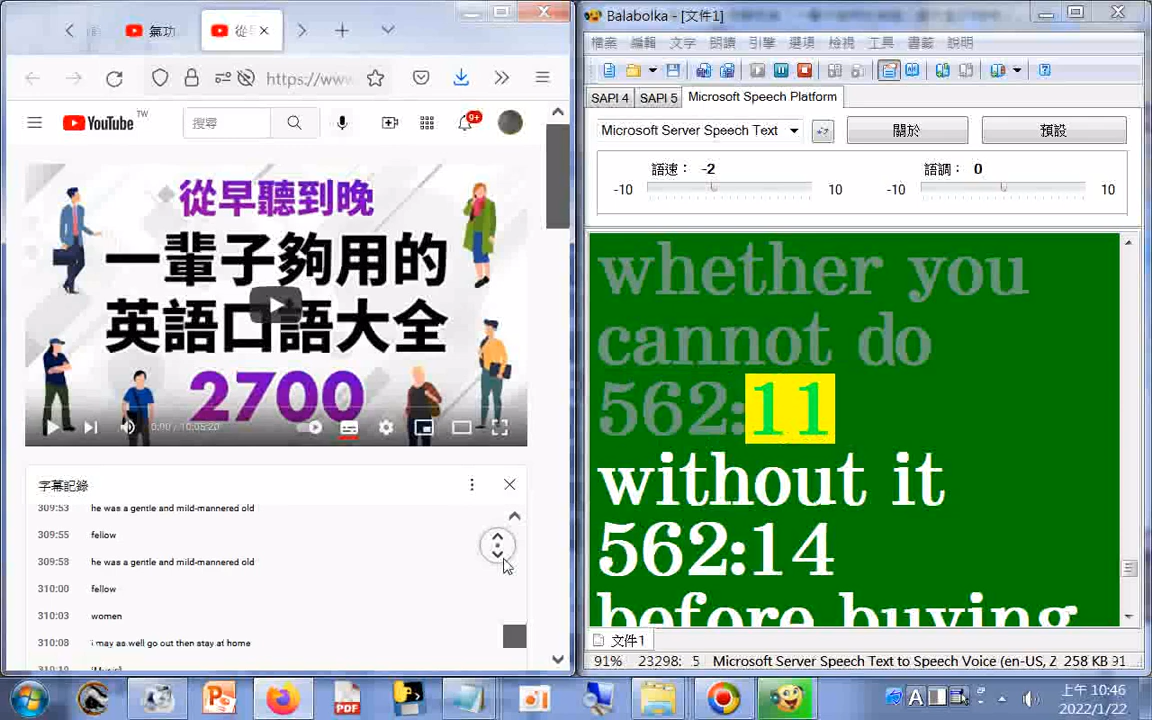 氣功
從
https://www
YouTube TW
搜尋
9+
從早聽到晚
一輩子夠用的
英語口語大全
2700
0:00 / 10:05:20
字幕記錄
309:53 he was a gentle and mild-mannered old
309:55 fellow
309:58 he was a gentle and mild-mannered old
310:00 fellow
310:03 women
310:08 i may as well go out then stay at home
[Music]
Balabolka - [文件1]
檔案 編輯 文字 朗讀 引擎 選項 檢視 工具 書籤 說明
SAPI 4 SAPI 5 Microsoft Speech Platform
Microsoft Server Speech Text 關於 預設
語速： -2 語調： 0
-10 10 -10 10
whether you
cannot do
562:11
without it
562:14
before buying
文件1
91% 23298: 5 Microsoft Server Speech Text to Speech Voice (en-US, Z 258 KB 91
PDF
A
上午 10:46
2022/1/22